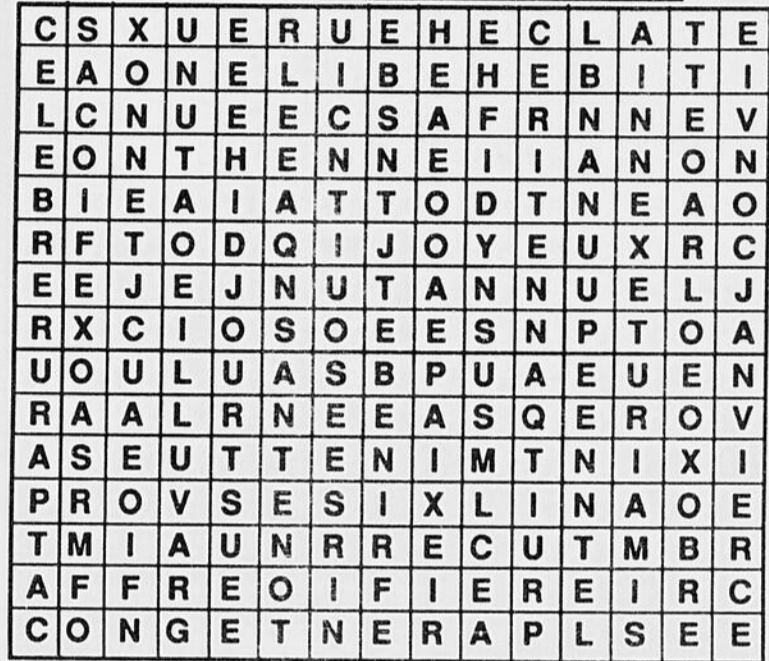 C S X U E R U E H E C L A T E
E A O N E L I B E H E B I T I
L C N U E E C S A F R N N E V
E O N T H E N N E I I A N O N
B I E A I A T T O D T N E A O
R F T O D Q I J O Y E U X R C
E E J E J N U T A N N U E L J
R X C I O S O E E S N P T O A
U O U L U A S B P U A E U E N
R A A L R N E E A S Q E R O V
A S E U T T E N I M T N I X I
P R O V S E S I X L I N A O E
T M I A U N R R E C U T M B R
A F F R E O I F I E R E I R C
C O N G E T N E R A P L S E E